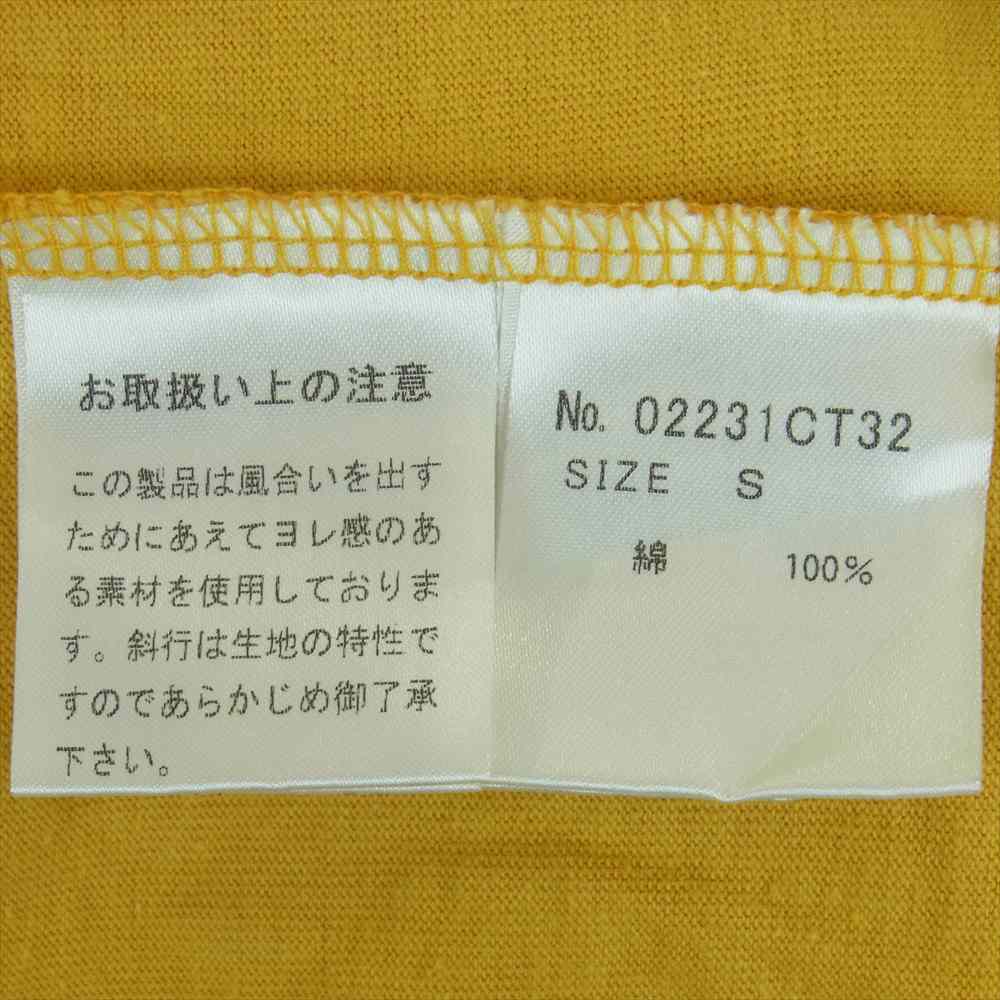 お取扱い上の注意
この製品は風合いを出す
ためにあえてヨレ感のあ
る素材を使用しておりま
す。斜行は生地の特性で
すのであらかじめ御了承
下さい。
No. 02231CT32
SIZE S
綿 100%